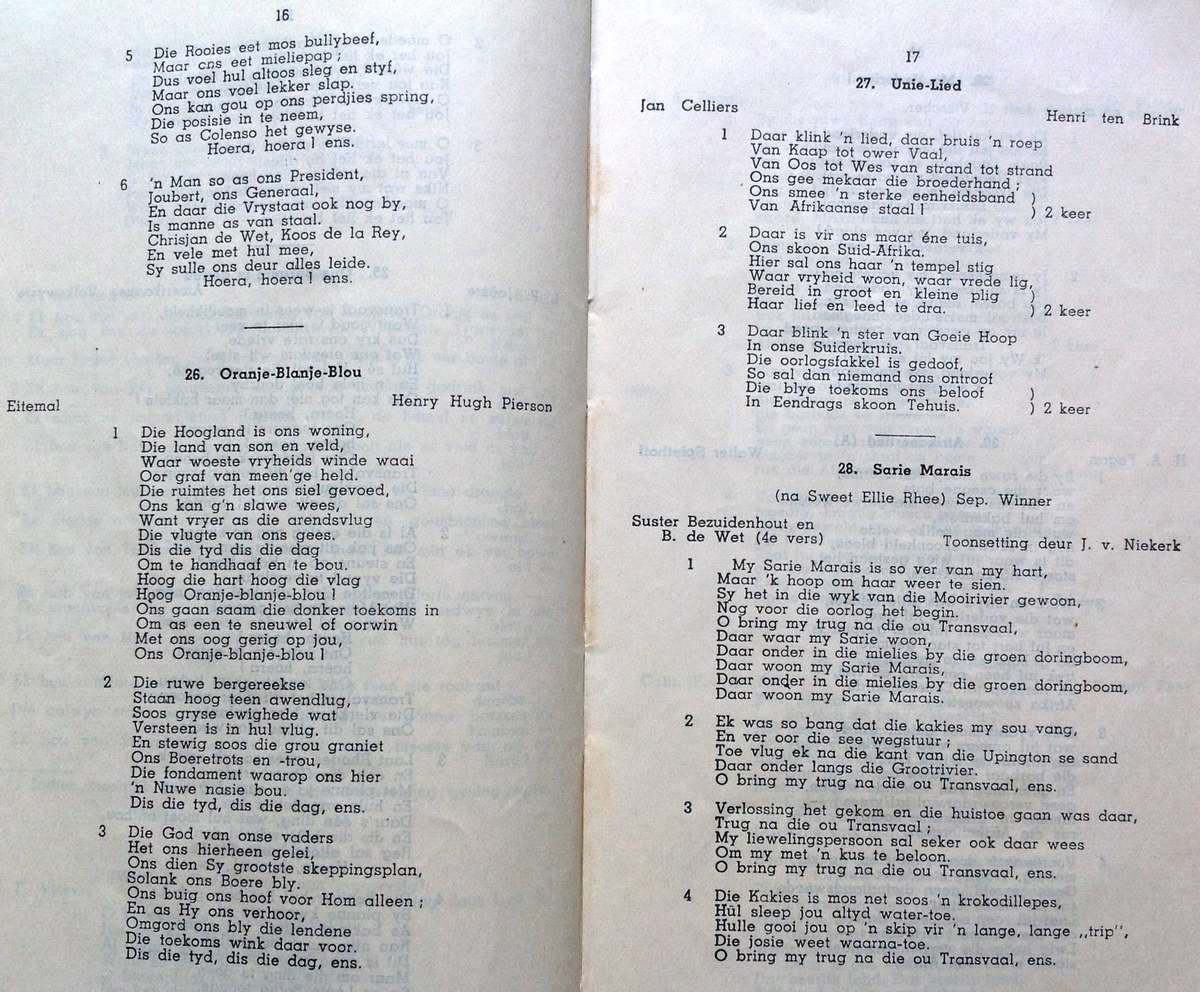 16
5 Die Rooies eet mos bullybeef,
Maar ons eet mieliepap;
Dus voel hul altoos sleg en styf,
Maar ons voel lekker slap.
Ons kan gou op ons perdjies spring,
Die posisie in te neem,
So as Colenso het gewyse.
Hoera, hoera! ens.
6 'n Man so as ons President,
Joubert, ons Generaal,
En daar die Vrystaat ook nog by,
Is manne as van staal.
Chrisjan de Wet, Koos de la Rey,
En vele met hul mee,
Sy sulle ons deur alles leide.
Hoera, hoera! ens.
26. Oranje-Blanje-Blou
Eitemal Henry Hugh Pierson
1 Die Hoogland is ons woning,
Die land van son en veld,
Waar woeste vryheids winde waai
Oor graf van meen'ge held.
Die ruimtes het ons siel gevoed,
Ons kan g'n slawe wees,
Want vryer as die arendsvlug
Die vlugte van ons gees.
Dis die tyd dis die dag
Om te handhaaf en te bou.
Hoog die hart hoog die vlag
Hoog Oranje-blanje-blou!
Ons gaan saam die donker toekoms in
Om as een te sneuwel of oorwin
Met ons oog gerig op jou,
Ons Oranje-blanje-blou!
2 Die ruwe bergereekse
Staan hoog teen awendlug,
Soos gryse ewighede wat
Versteen is in hul vlug.
En stewig soos die grou graniet
Ons Boeretrots en -trou,
Die fondament waarop ons hier
'n Nuwe nasie bou.
Dis die tyd, dis die dag, ens.
3 Die God van onse vaders
Het ons hierheen gelei,
Ons dien Sy grootste skeppingsplan,
Solank ons Boere bly.
Ons buig ons hoof voor Hom alleen;
En as Hy ons verhoor,
Omgord ons bly die lendene
Die toekoms wink daar voor.
Dis die tyd, dis die dag, ens.
17
27. Unie-Lied
Jan Celliers Henri ten Brink
1 Daar klink 'n lied, daar bruis 'n roep
Van Kaap tot ower Vaal,
Van Oos tot Wes van strand tot strand
Ons gee mekaar die broederhand;
Ons smee 'n sterke eenheidsband )
Van Afrikaanse staal! ) 2 keer
2 Daar is vir ons maar éne tuis,
Ons skoon Suid-Afrika.
Hier sal ons haar 'n tempel stig
Waar vryheid woon, waar vrede lig,
Bereid in groot en kleine plig )
Haar lief en leed te dra. ) 2 keer
3 Daar blink 'n ster van Goeie Hoop
In onse Suiderkruis.
Die oorlogsfakkel is gedoof,
So sal dan niemand ons ontroof
Die blye toekoms ons beloof )
In Eendrags skoon Tehuis. ) 2 keer
28. Sarie Marais
(na Sweet Ellie Rhee) Sep. Winner
Suster Bezuidenhout en
B. de Wet (4e vers) Toonsetting deur J. v. Niekerk
1 My Sarie Marais is so ver van my hart,
Maar 'k hoop om haar weer te sien.
Sy het in die wyk van die Mooirivier gewoon,
Nog voor die oorlog het begin.
O bring my trug na die ou Transvaal,
Daar waar my Sarie woon,
Daar onder in die mielies by die groen doringboom,
Daar woon my Sarie Marais,
Daar onder in die mielies by die groen doringboom,
Daar woon my Sarie Marais.
2 Ek was so bang dat die kakies my sou vang,
En ver oor die see wegstuur;
Toe vlug ek na die kant van die Upington se sand
Daar onder langs die Grootrivier.
O bring my trug na die ou Transvaal, ens.
3 Verlossing het gekom en die huistoe gaan was daar,
Trug na die ou Transvaal;
My liewelingspersoon sal seker ook daar wees
Om my met 'n kus te beloon.
O bring my trug na die ou Transvaal, ens.
4 Die Kakies is mos net soos 'n krokodillepes,
Hûl sleep jou altyd water-toe.
Hulle gooi jou op 'n skip vir 'n lange, lange „trip”,
Die josie weet waarna-toe.
O bring my trug na die ou Transvaal, ens.